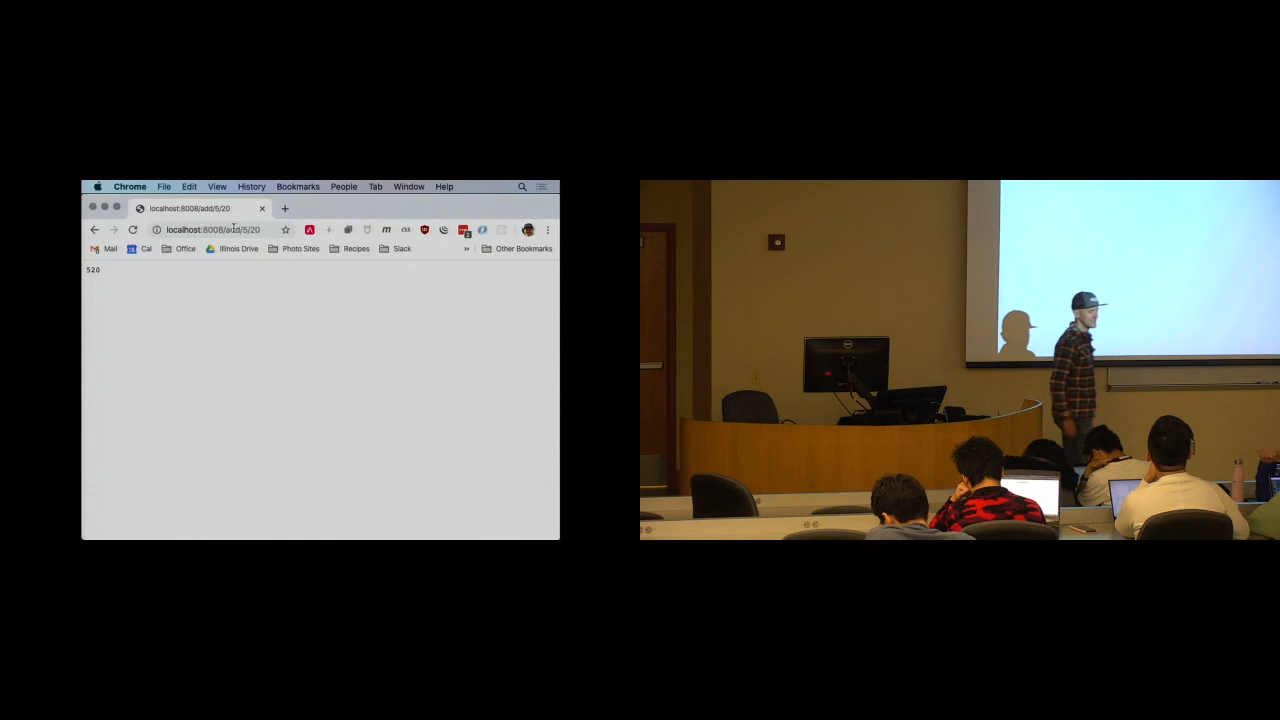 Chrome File Edit View History Bookmarks People Tab Window Help
localhost:8008/add/5/20
localhost:8008/add/5/20
Mail Cal Office Illinois Drive Photo Sites Recipes Slack » Other Bookmarks
520
DELL